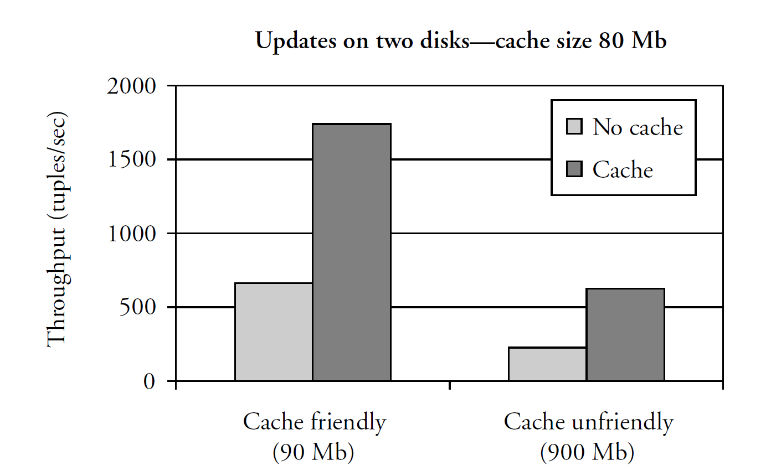 Updates on two disks—cache size 80 Mb
Throughput (tuples/sec)
2000
1500
1000
500
0
No cache
Cache
Cache friendly
(90 Mb)
Cache unfriendly
(900 Mb)